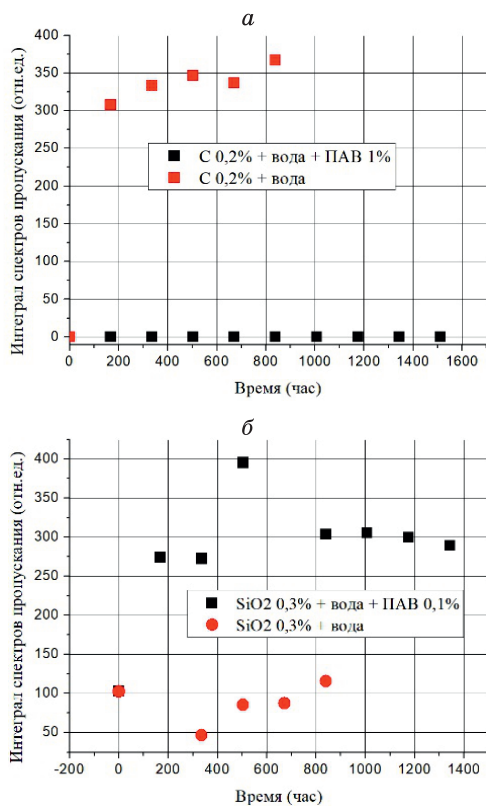 а
400
350
300
250
200
150
100
50
0
Интеграл спектров пропускания (отн.ед.)
С 0,2% + вода + ПАВ 1%
С 0,2% + вода
0 200 400 600 800 1000 1200 1400 1600
Время (час)
б
400
350
300
250
200
150
100
50
Интеграл спектров пропускания (отн.ед.)
SiO2 0,3% + вода + ПАВ 0,1%
SiO2 0,3% + вода
-200 0 200 400 600 800 1000 1200 1400
Время (час)